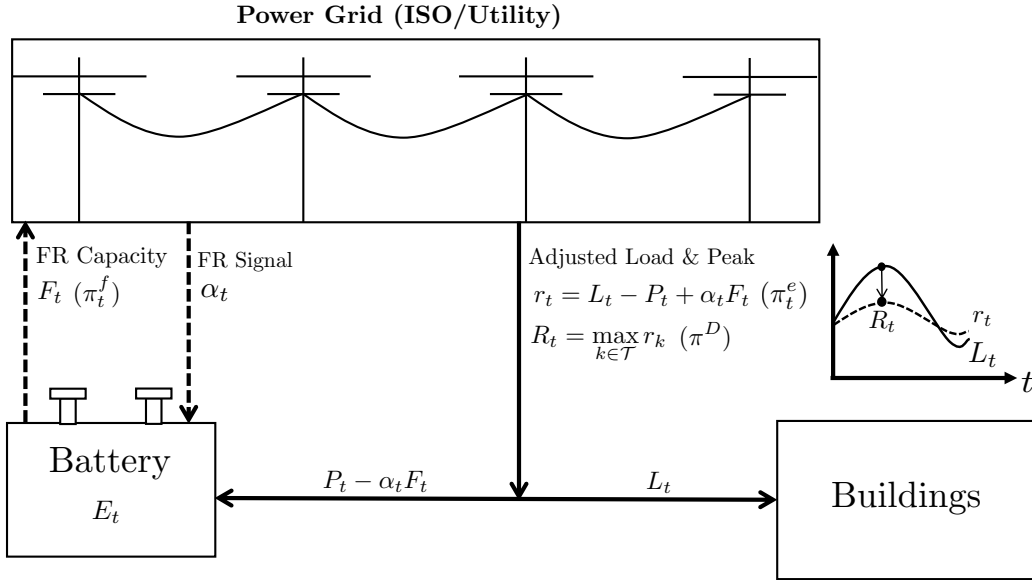 Power Grid (ISO/Utility)
FR Capacity
F_t (π_t^f)
FR Signal
α_t
Adjusted Load & Peak
r_t = L_t − P_t + α_t F_t (π_t^e)
R_t = max_{k∈𝒯} r_k (π^D)
R_t
r_t
L_t
t
Battery
E_t
P_t − α_t F_t
L_t
Buildings